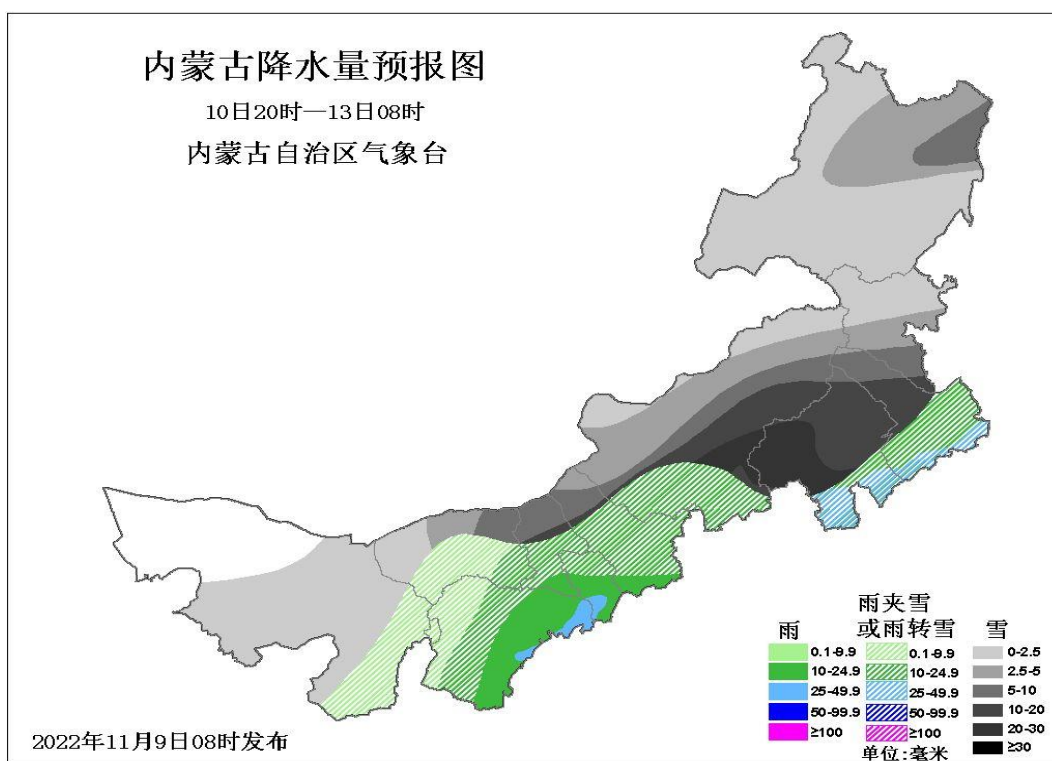 内蒙古降水量预报图
10日20时—13日08时
内蒙古自治区气象台
雨
雨夹雪
或雨转雪
雪
0.1-9.9
10-24.9
25-49.9
50-99.9
≥100
0.1-9.9
10-24.9
25-49.9
50-99.9
≥100
0-2.5
2.5-5
5-10
10-20
20-30
≥30
单位:毫米
2022年11月9日08时发布